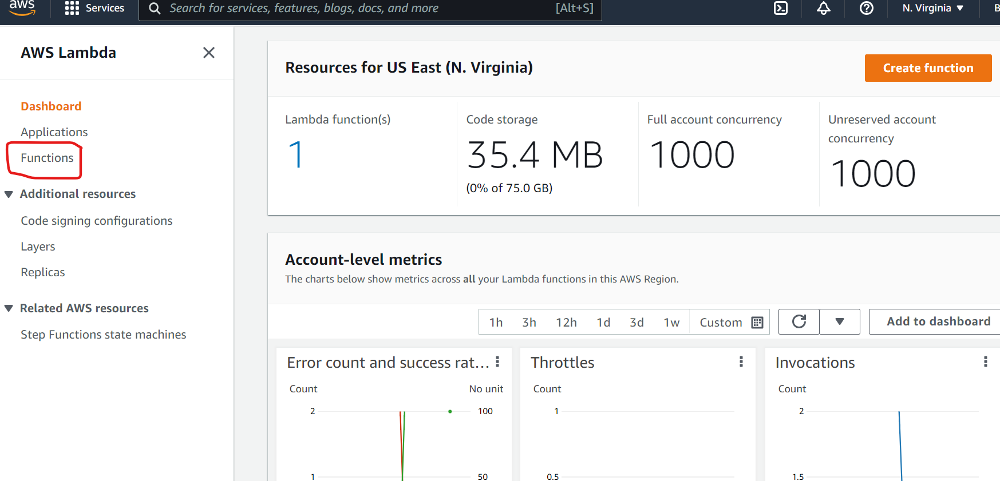 aws
Services
Search for services, features, blogs, docs, and more
[Alt+S]
N. Virginia
AWS Lambda
Dashboard
Applications
Functions
Additional resources
Code signing configurations
Layers
Replicas
Related AWS resources
Step Functions state machines
Resources for US East (N. Virginia)
Create function
Lambda function(s)
1
Code storage
35.4 MB
(0% of 75.0 GB)
Full account concurrency
1000
Unreserved account
concurrency
1000
Account-level metrics
The charts below show metrics across all your Lambda functions in this AWS Region.
1h 3h 12h 1d 3d 1w Custom
Add to dashboard
Error count and success rat...
Count No unit
2 100
1 50
Throttles
Count
1
0.5
Invocations
Count
2
1.5